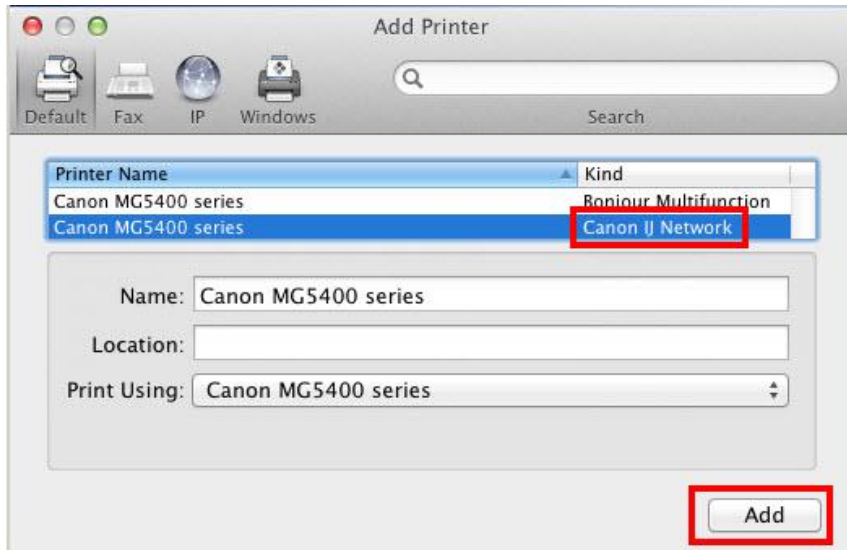 Add Printer
Default Fax IP Windows Search
Printer Name Kind
Canon MG5400 series Bonjour Multifunction
Canon MG5400 series Canon IJ Network
Name: Canon MG5400 series
Location:
Print Using: Canon MG5400 series
Add